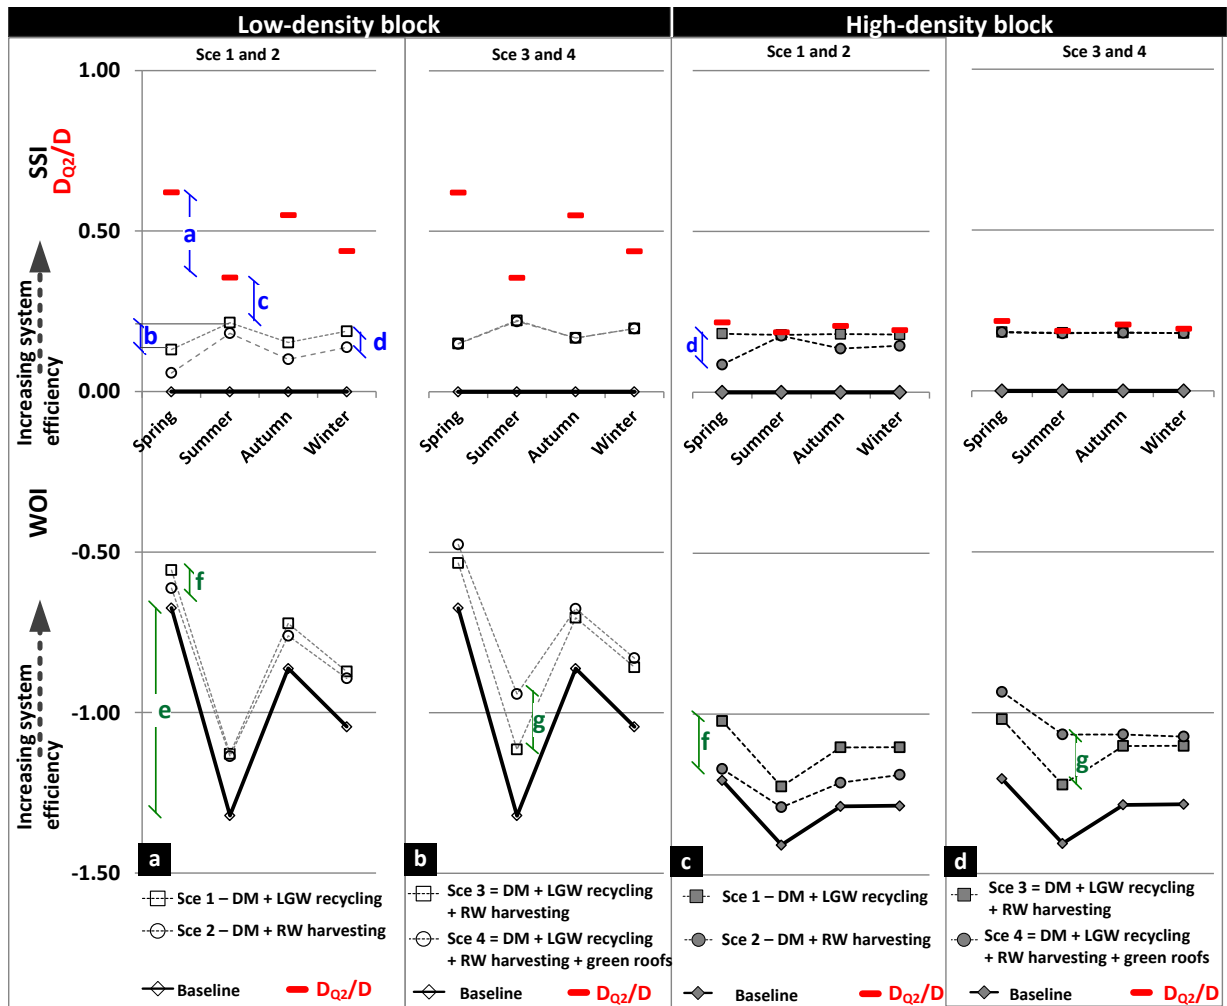 Low-density block
High-density block
Sce 1 and 2
Sce 3 and 4
Sce 1 and 2
Sce 3 and 4
1.00
0.50
0.00
-0.50
-1.00
-1.50
SSI
DQ2/D
Increasing system
efficiency
WOI
Increasing system
efficiency
a
b
c
d
d
Spring
Summer
Autumn
Winter
Spring
Summer
Autumn
Winter
Spring
Summer
Autumn
Winter
Spring
Summer
Autumn
Winter
f
e
g
f
g
a
b
c
d
Sce 1 – DM + LGW recycling
Sce 2 – DM + RW harvesting
Baseline
DQ2/D
Sce 3 = DM + LGW recycling
+ RW harvesting
Sce 4 = DM + LGW recycling
+ RW harvesting + green roofs
Baseline
DQ2/D
Sce 1 – DM + LGW recycling
Sce 2 – DM + RW harvesting
Baseline
DQ2/D
Sce 3 = DM + LGW recycling
+ RW harvesting
Sce 4 = DM + LGW recycling
+ RW harvesting + green roofs
Baseline
DQ2/D